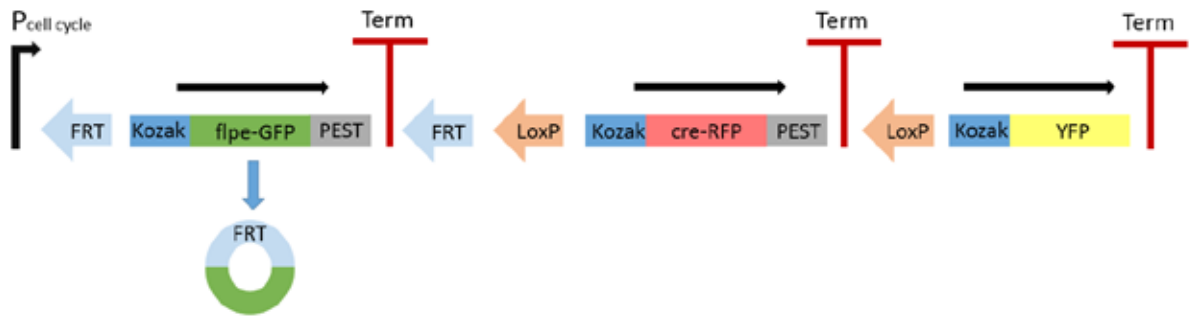 Pcell cycle
Term
Term
Term
FRT
Kozak
flpe-GFP
PEST
FRT
LoxP
Kozak
cre-RFP
PEST
LoxP
Kozak
YFP
FRT